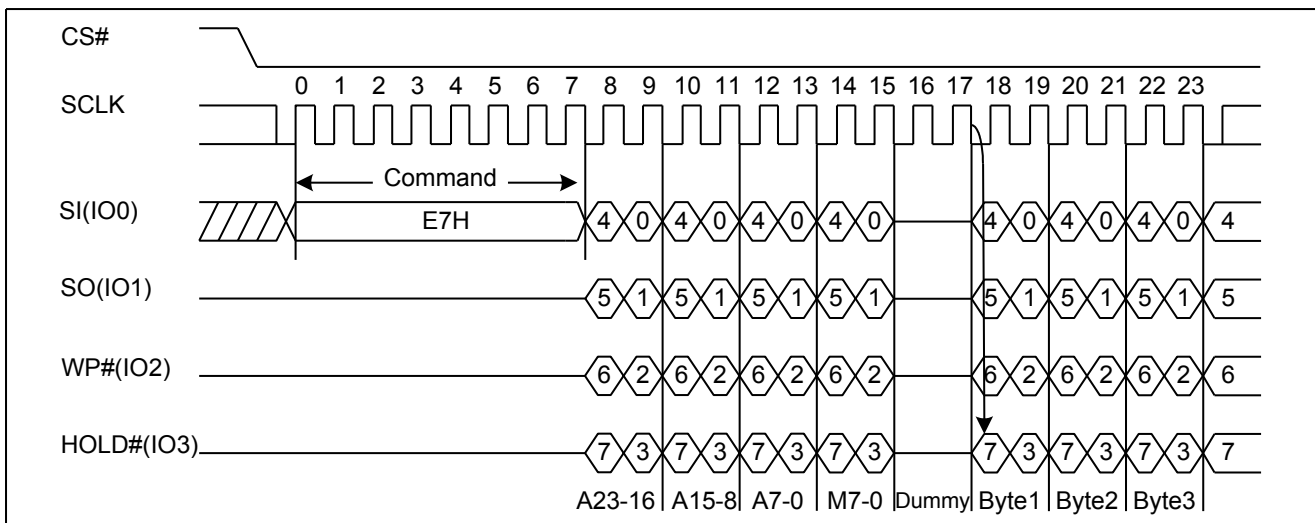 CS#
0 1 2 3 4 5 6 7 8 9 10 11 12 13 14 15 16 17 18 19 20 21 22 23
SCLK
Command
SI(IO0)
E7H 4 0 4 0 4 0 4 0 4 0 4 0 4 0 4
SO(IO1)
5 1 5 1 5 1 5 1 5 1 5 1 5 1 5
WP#(IO2)
6 2 6 2 6 2 6 2 6 2 6 2 6 2 6
HOLD#(IO3)
7 3 7 3 7 3 7 3 7 3 7 3 7 3 7
A23-16 A15-8 A7-0 M7-0 Dummy Byte1 Byte2 Byte3